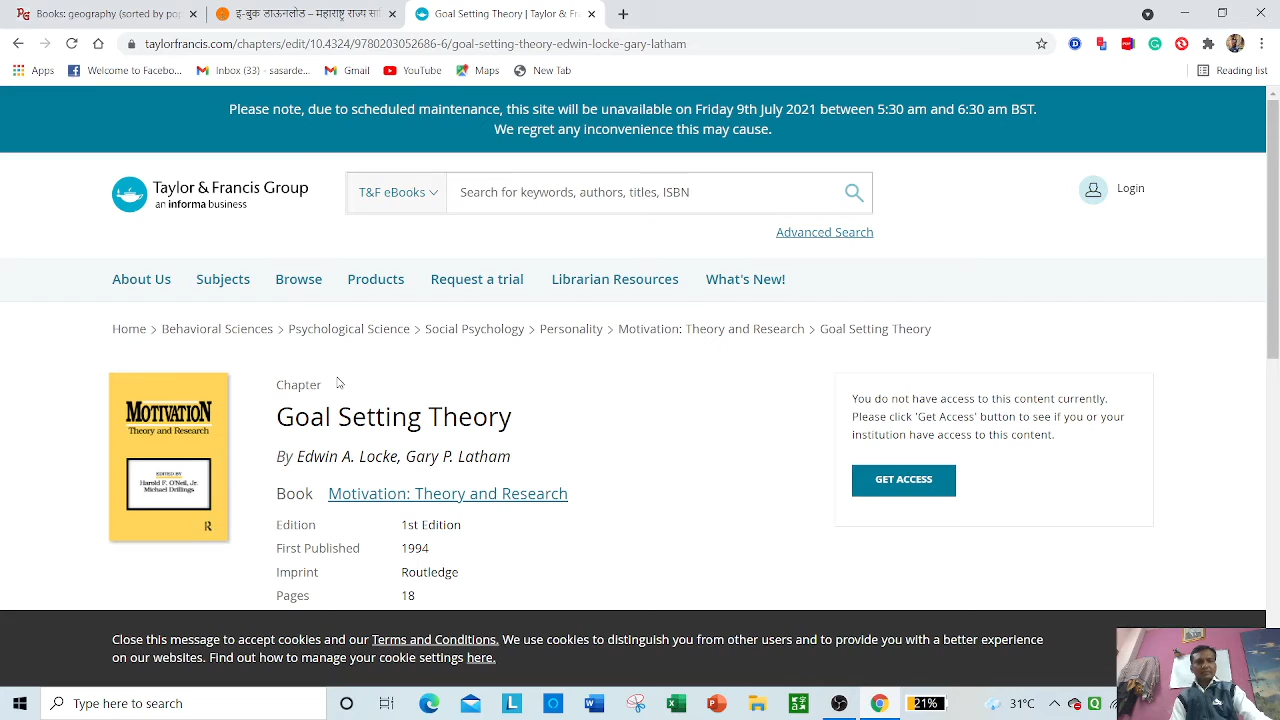 Books: geography (sorted by pop
इ-बुक डाऊनलोड – महाराष्ट्र राज्य सा
Goal Setting Theory | Taylor & Fr
taylorfrancis.com/chapters/edit/10.4324/9780203052686-6/goal-setting-theory-edwin-locke-gary-latham
Apps
Welcome to Facebo...
Inbox (33) - sasarde...
Gmail
YouTube
Maps
New Tab
Reading list
Please note, due to scheduled maintenance, this site will be unavailable on Friday 9th July 2021 between 5:30 am and 6:30 am BST.
We regret any inconvenience this may cause.
Taylor & Francis Group
an informa business
T&F eBooks
Search for keywords, authors, titles, ISBN
Login
Advanced Search
About Us Subjects Browse Products Request a trial Librarian Resources What's New!
Home > Behavioral Sciences > Psychological Science > Social Psychology > Personality > Motivation: Theory and Research > Goal Setting Theory
MOTIVATION
Theory and Research
EDITED BY
Harold F. O'Neil, Jr.
Michael Drillings
R
Chapter
Goal Setting Theory
By Edwin A. Locke, Gary P. Latham
Book Motivation: Theory and Research
Edition 1st Edition
First Published 1994
Imprint Routledge
Pages 18
You do not have access to this content currently.
Please click 'Get Access' button to see if you or your
institution have access to this content.
GET ACCESS
Close this message to accept cookies and our Terms and Conditions. We use cookies to distinguish you from other users and to provide you with a better experience
on our websites. Find out how to manage your cookie settings here.
Type here to search
21%
31°C